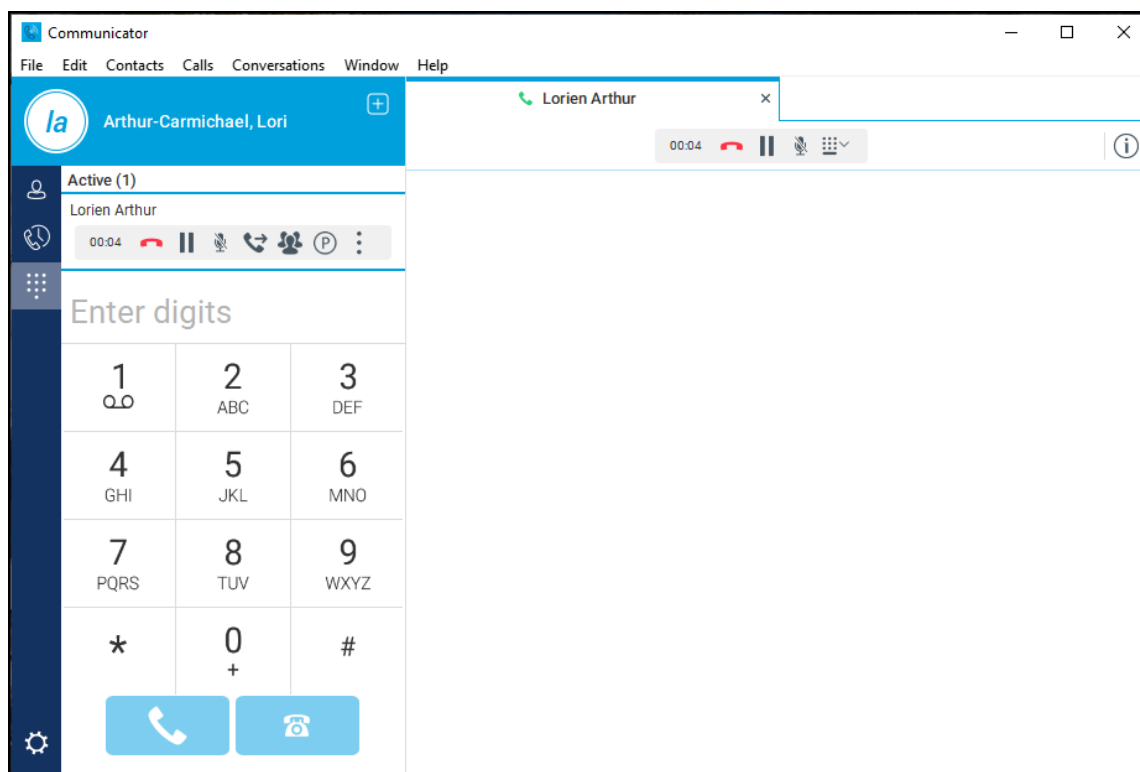 Communicator
File Edit Contacts Calls Conversations Window Help
la
Arthur-Carmichael, Lori
Lorien Arthur
00:04
Active (1)
Lorien Arthur
00:04 P
Enter digits
1 2 3
ABC DEF
4 5 6
GHI JKL MNO
7 8 9
PQRS TUV WXYZ
* 0 #
+